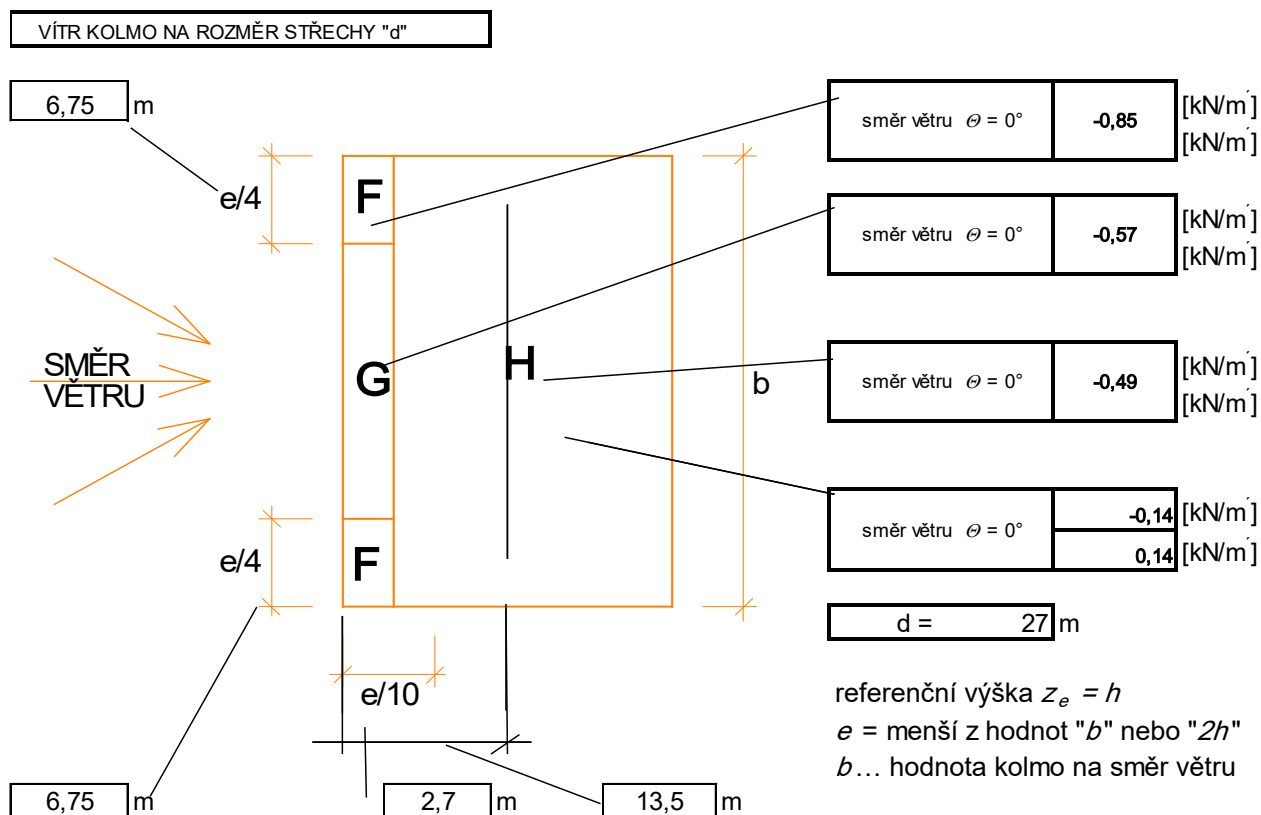 VÍTR KOLMO NA ROZMĚR STŘECHY "d"
6,75 m
směr větru Θ = 0° -0,85 [kN/m´]
[kN/m´]
e/4
F
směr větru Θ = 0° -0,57 [kN/m´]
[kN/m´]
SMĚR
VĚTRU
G
H
b
směr větru Θ = 0° -0,49 [kN/m´]
[kN/m´]
směr větru Θ = 0° -0,14 [kN/m´]
0,14 [kN/m´]
e/4
F
d = 27 m
e/10
referenční výška zₑ = h
e = menší z hodnot "b" nebo "2h"
b... hodnota kolmo na směr větru
6,75 m
2,7 m
13,5 m